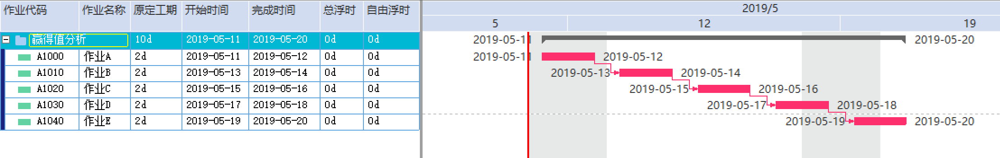 作业代码 作业名称 原定工期 开始时间 完成时间 总浮时 自由浮时
2019/5
5 12 19
赢得值分析 10d 2019-05-11 2019-05-20 0d 0d
2019-05-11 2019-05-20
A1000 作业A 2d 2019-05-11 2019-05-12 0d 0d
2019-05-11 2019-05-12
A1010 作业B 2d 2019-05-13 2019-05-14 0d 0d
2019-05-13 2019-05-14
A1020 作业C 2d 2019-05-15 2019-05-16 0d 0d
2019-05-15 2019-05-16
A1030 作业D 2d 2019-05-17 2019-05-18 0d 0d
2019-05-17 2019-05-18
A1040 作业E 2d 2019-05-19 2019-05-20 0d 0d
2019-05-19 2019-05-20